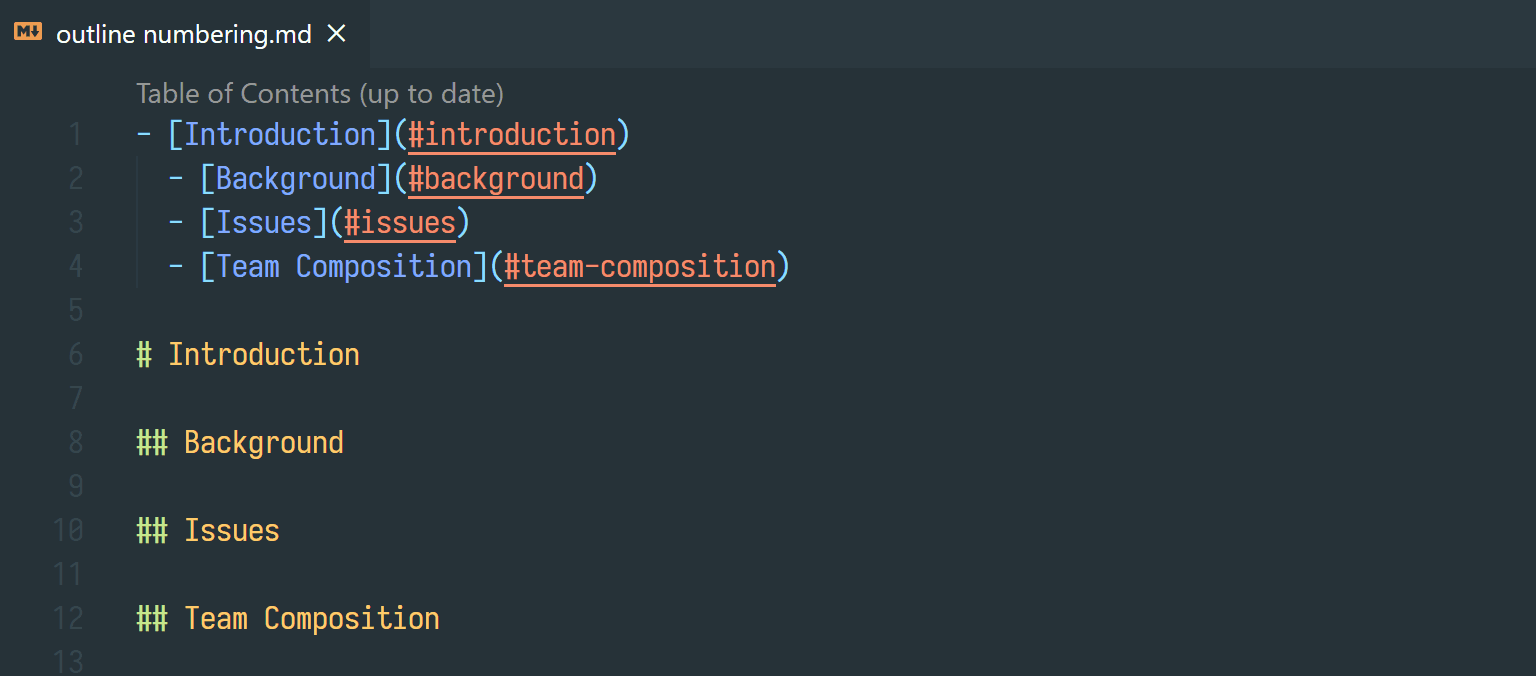 M↓ outline numbering.md ×
Table of Contents (up to date)
1 - [Introduction](#introduction)
2 - [Background](#background)
3 - [Issues](#issues)
4 - [Team Composition](#team-composition)
5
6 # Introduction
7
8 ## Background
9
10 ## Issues
11
12 ## Team Composition
13